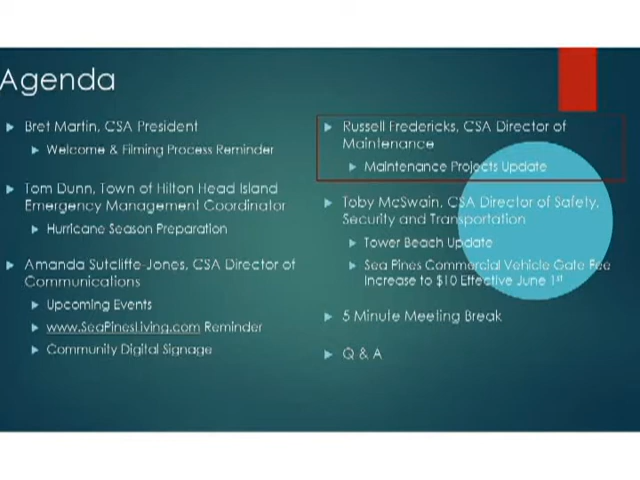 Agenda
Bret Martin, CSA President
Welcome & Filming Process Reminder
Tom Dunn, Town of Hilton Head Island
Emergency Management Coordinator
Hurricane Season Preparation
Amanda Sutcliffe-Jones, CSA Director of
Communications
Upcoming Events
www.SeaPinesLiving.com Reminder
Community Digital Signage
Russell Fredericks, CSA Director of
Maintenance
Maintenance Projects Update
Toby McSwain, CSA Director of Safety,
Security and Transportation
Tower Beach Update
Sea Pines Commercial Vehicle Gate Fee
Increase to $10 Effective June 1st
5 Minute Meeting Break
Q & A